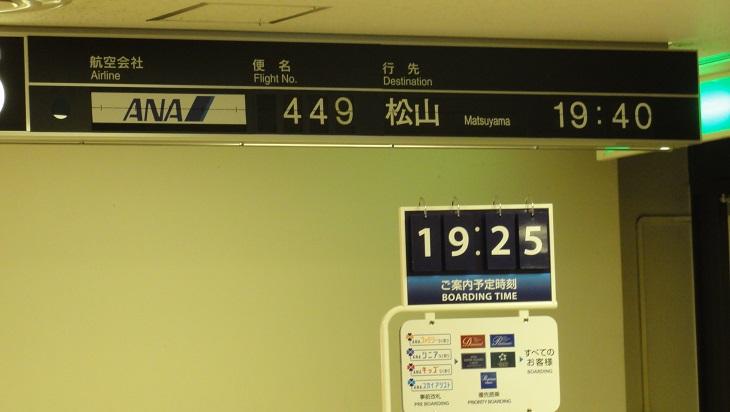 航空会社 便名 行先
Airline Flight No. Destination
ANA 449 松山 Matsuyama 19:40
19:25
ご案内予定時刻
BOARDING TIME
すべての
お客様
BOARDING
事前改札 優先搭乗
PRE BOARDING PRIORITY BOARDING